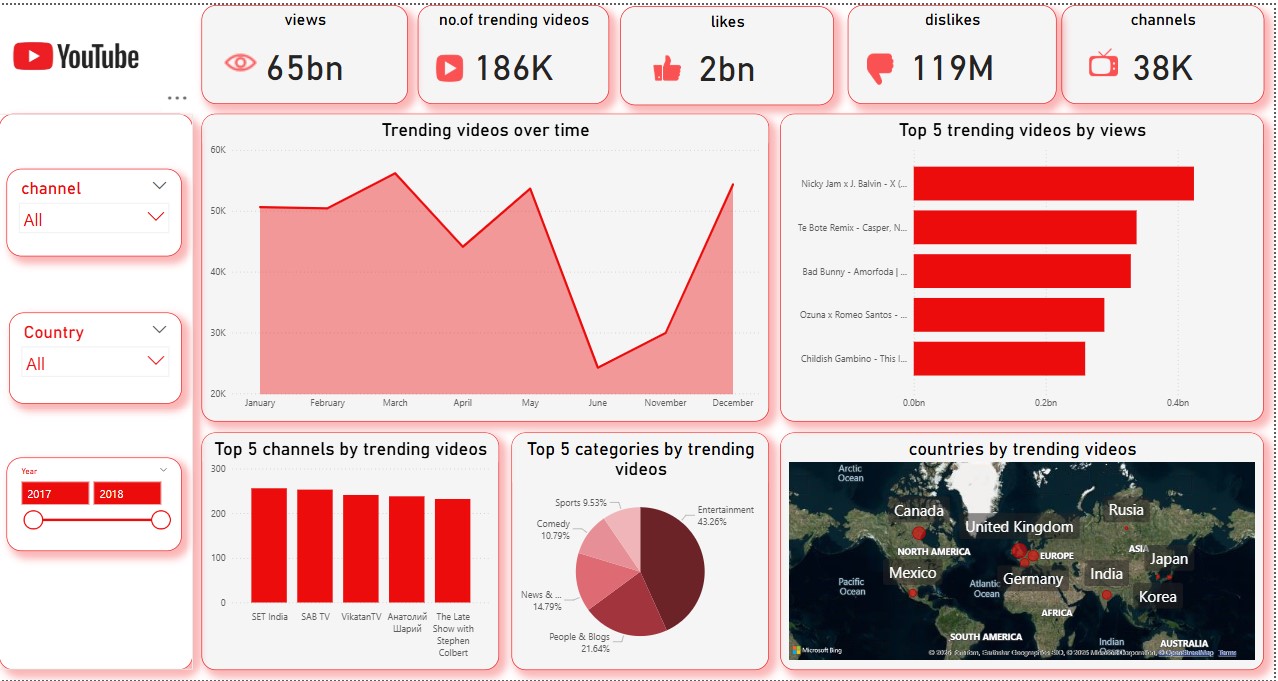 YouTube
views
65bn
no.of trending videos
186K
likes
2bn
dislikes
119M
channels
38K
channel
All
Country
All
Year
2017
2018
Trending videos over time
60K
50K
40K
30K
20K
January
February
March
April
May
June
November
December
Top 5 trending videos by views
Nicky Jam x J. Balvin - X (...
Te Bote Remix - Casper, N...
Bad Bunny - Amorfoda | ...
Ozuna x Romeo Santos - ...
Childish Gambino - This I...
0.0bn
0.2bn
0.4bn
Top 5 channels by trending videos
300
200
100
0
SET India
SAB TV
VikatanTV
Анатолий
Шарий
The Late
Show with
Stephen
Colbert
Top 5 categories by trending
videos
Sports 9.53%
Comedy
10.79%
News & ...
14.79%
People & Blogs
21.64%
Entertainment
43.26%
countries by trending videos
Arctic
Ocean
Canada
United Kingdom
Rusia
NORTH AMERICA
EUROPE
ASIA
Japan
Mexico
Pacific
Ocean
Atlantic
Ocean
Germany
India
Korea
AFRICA
SOUTH AMERICA
Indian
Ocean
AUSTRALIA
Microsoft Bing
Microsoft Corporation, © OpenStreetMap Terms